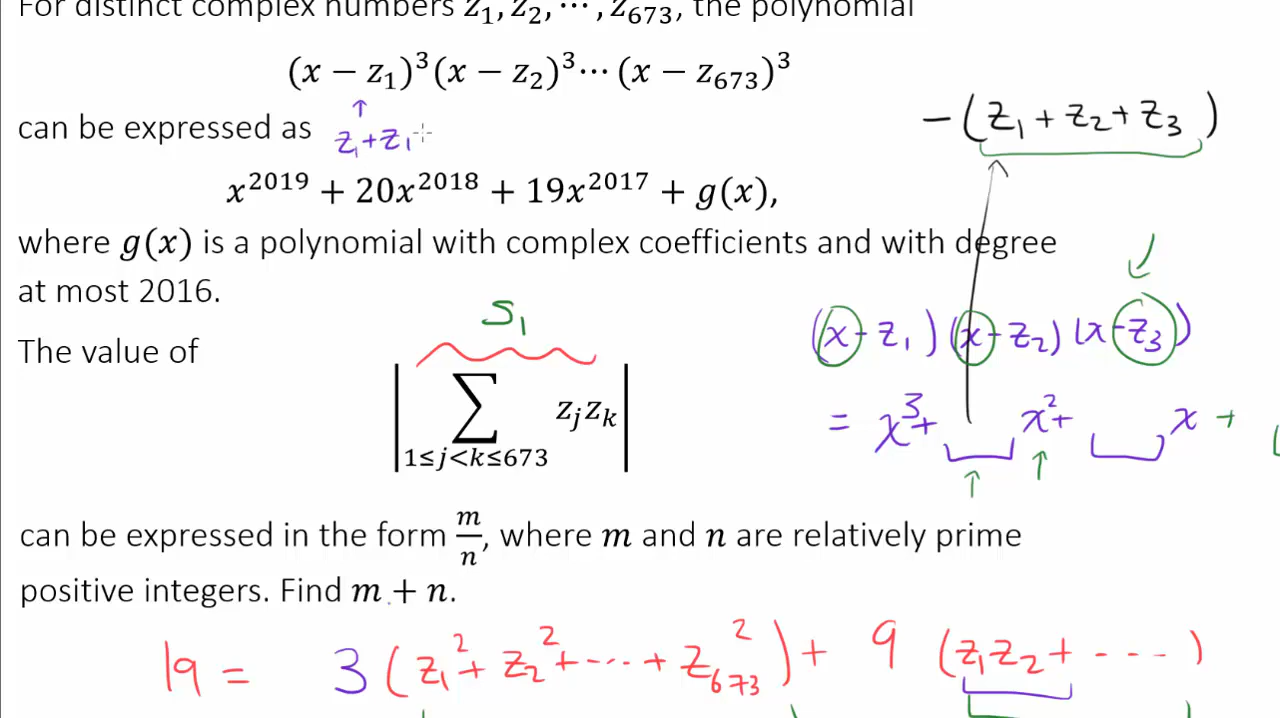 For distinct complex numbers z₁, z₂, ⋯, z₆₇₃, the polynomial
(x − z₁)³(x − z₂)³⋯ (x − z₆₇₃)³
can be expressed as
z₁+z₁
x²⁰¹⁹ + 20x²⁰¹⁸ + 19x²⁰¹⁷ + g(x),
where g(x) is a polynomial with complex coefficients and with degree
at most 2016.
The value of
S₁
| ∑ zⱼzₖ |
1≤j<k≤673
can be expressed in the form m/n, where m and n are relatively prime
positive integers. Find m + n.
19 = 3 (z₁² + z₂² + ⋯ + z₆₇₃²) + 9 (z₁z₂ + ---)
− (z₁ + z₂ + z₃)
(x − z₁)(x − z₂)(x − z₃)
= x³ + x² + x +